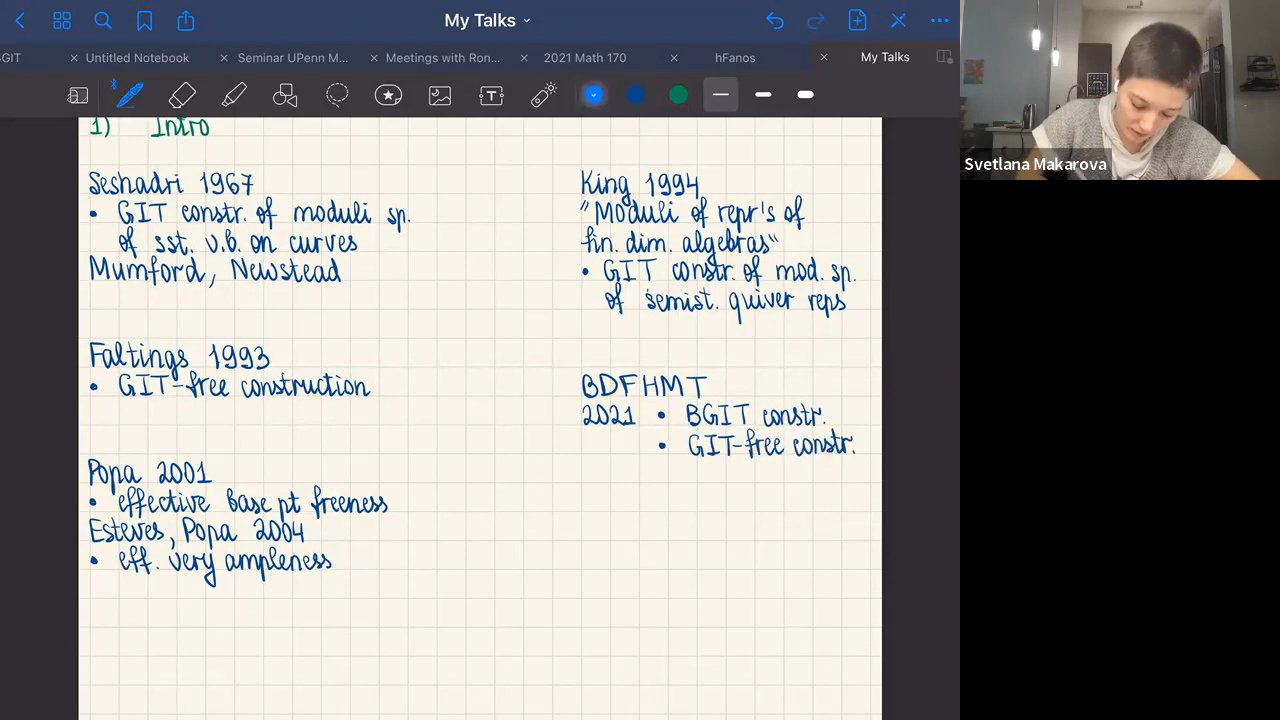 My Talks
GIT
Untitled Notebook
Seminar UPenn M...
Meetings with Ron...
2021 Math 170
hFanos
My Talks
Svetlana Makarova
1) Intro
Seshadri 1967
• GIT constr. of moduli sp.
of sst. v.b. on curves
Mumford, Newstead
Faltings 1993
• GIT-free construction
Popa 2001
• effective base pt freeness
Esteves, Popa 2004
• eff. very ampleness
King 1994
"Moduli of repr's of
fin. dim. algebras"
• GIT constr. of mod. sp.
of semist. quiver reps
BDFHMT
2021 • BGIT constr.
• GIT-free constr.